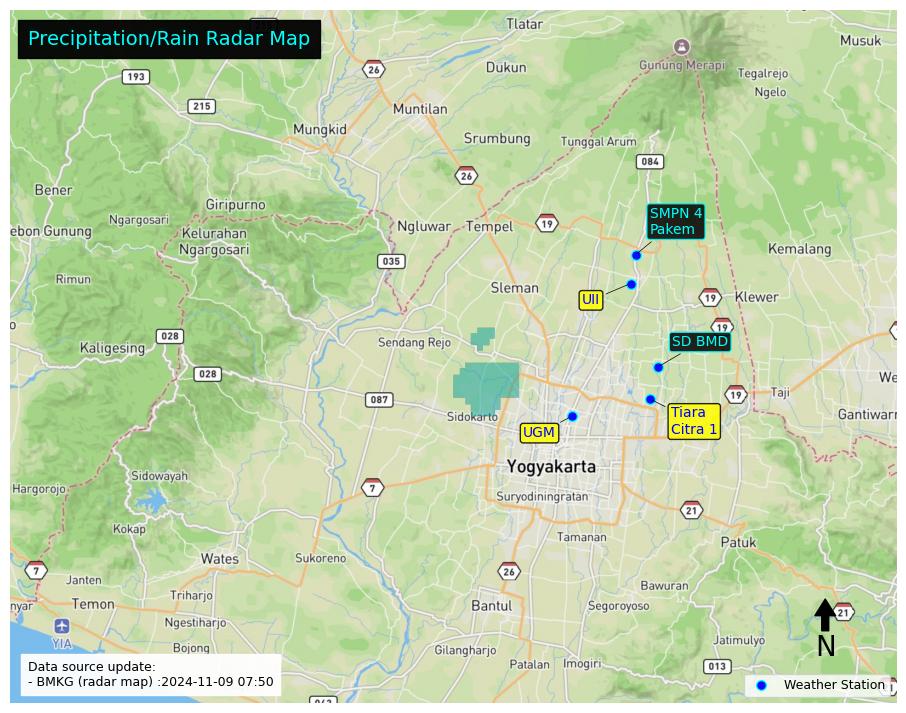 Precipitation/Rain Radar Map
Tlatar
Musuk
26
Gunung Merapi
Dukun
193
Tegalrejo
Ngelo
215
Muntilan
Mungkid
Srumbung
Tunggal Arum
084
26
Bener
Giripurno
SMPN 4
Pakem
Ngargosari
Ngluwar
Tempel
19
ebon Gunung
Kelurahan
Ngargosari
Kemalang
035
Rimun
Sleman
UII
19
Klewer
19
028
Sendang Rejo
SD BMD
Kaligesing
028
087
19
Taji
We
Sidokarto
Tiara
Citra 1
Gantiwarn
UGM
Yogyakarta
Sidowayah
Hargorojo
7
Suryodiningratan
21
Kokap
Tamanan
Patuk
Wates
Sukoreno
7
26
Janten
Bawuran
nyar
Temon
Triharjo
Bantul
Segoroyoso
21
Ngestiharjo
YIA
N
Jatimulyo
Bojong
Gilangharjo
Patalan
Imogiri
013
Data source update:
- BMKG (radar map) :2024-11-09 07:50
Weather Station